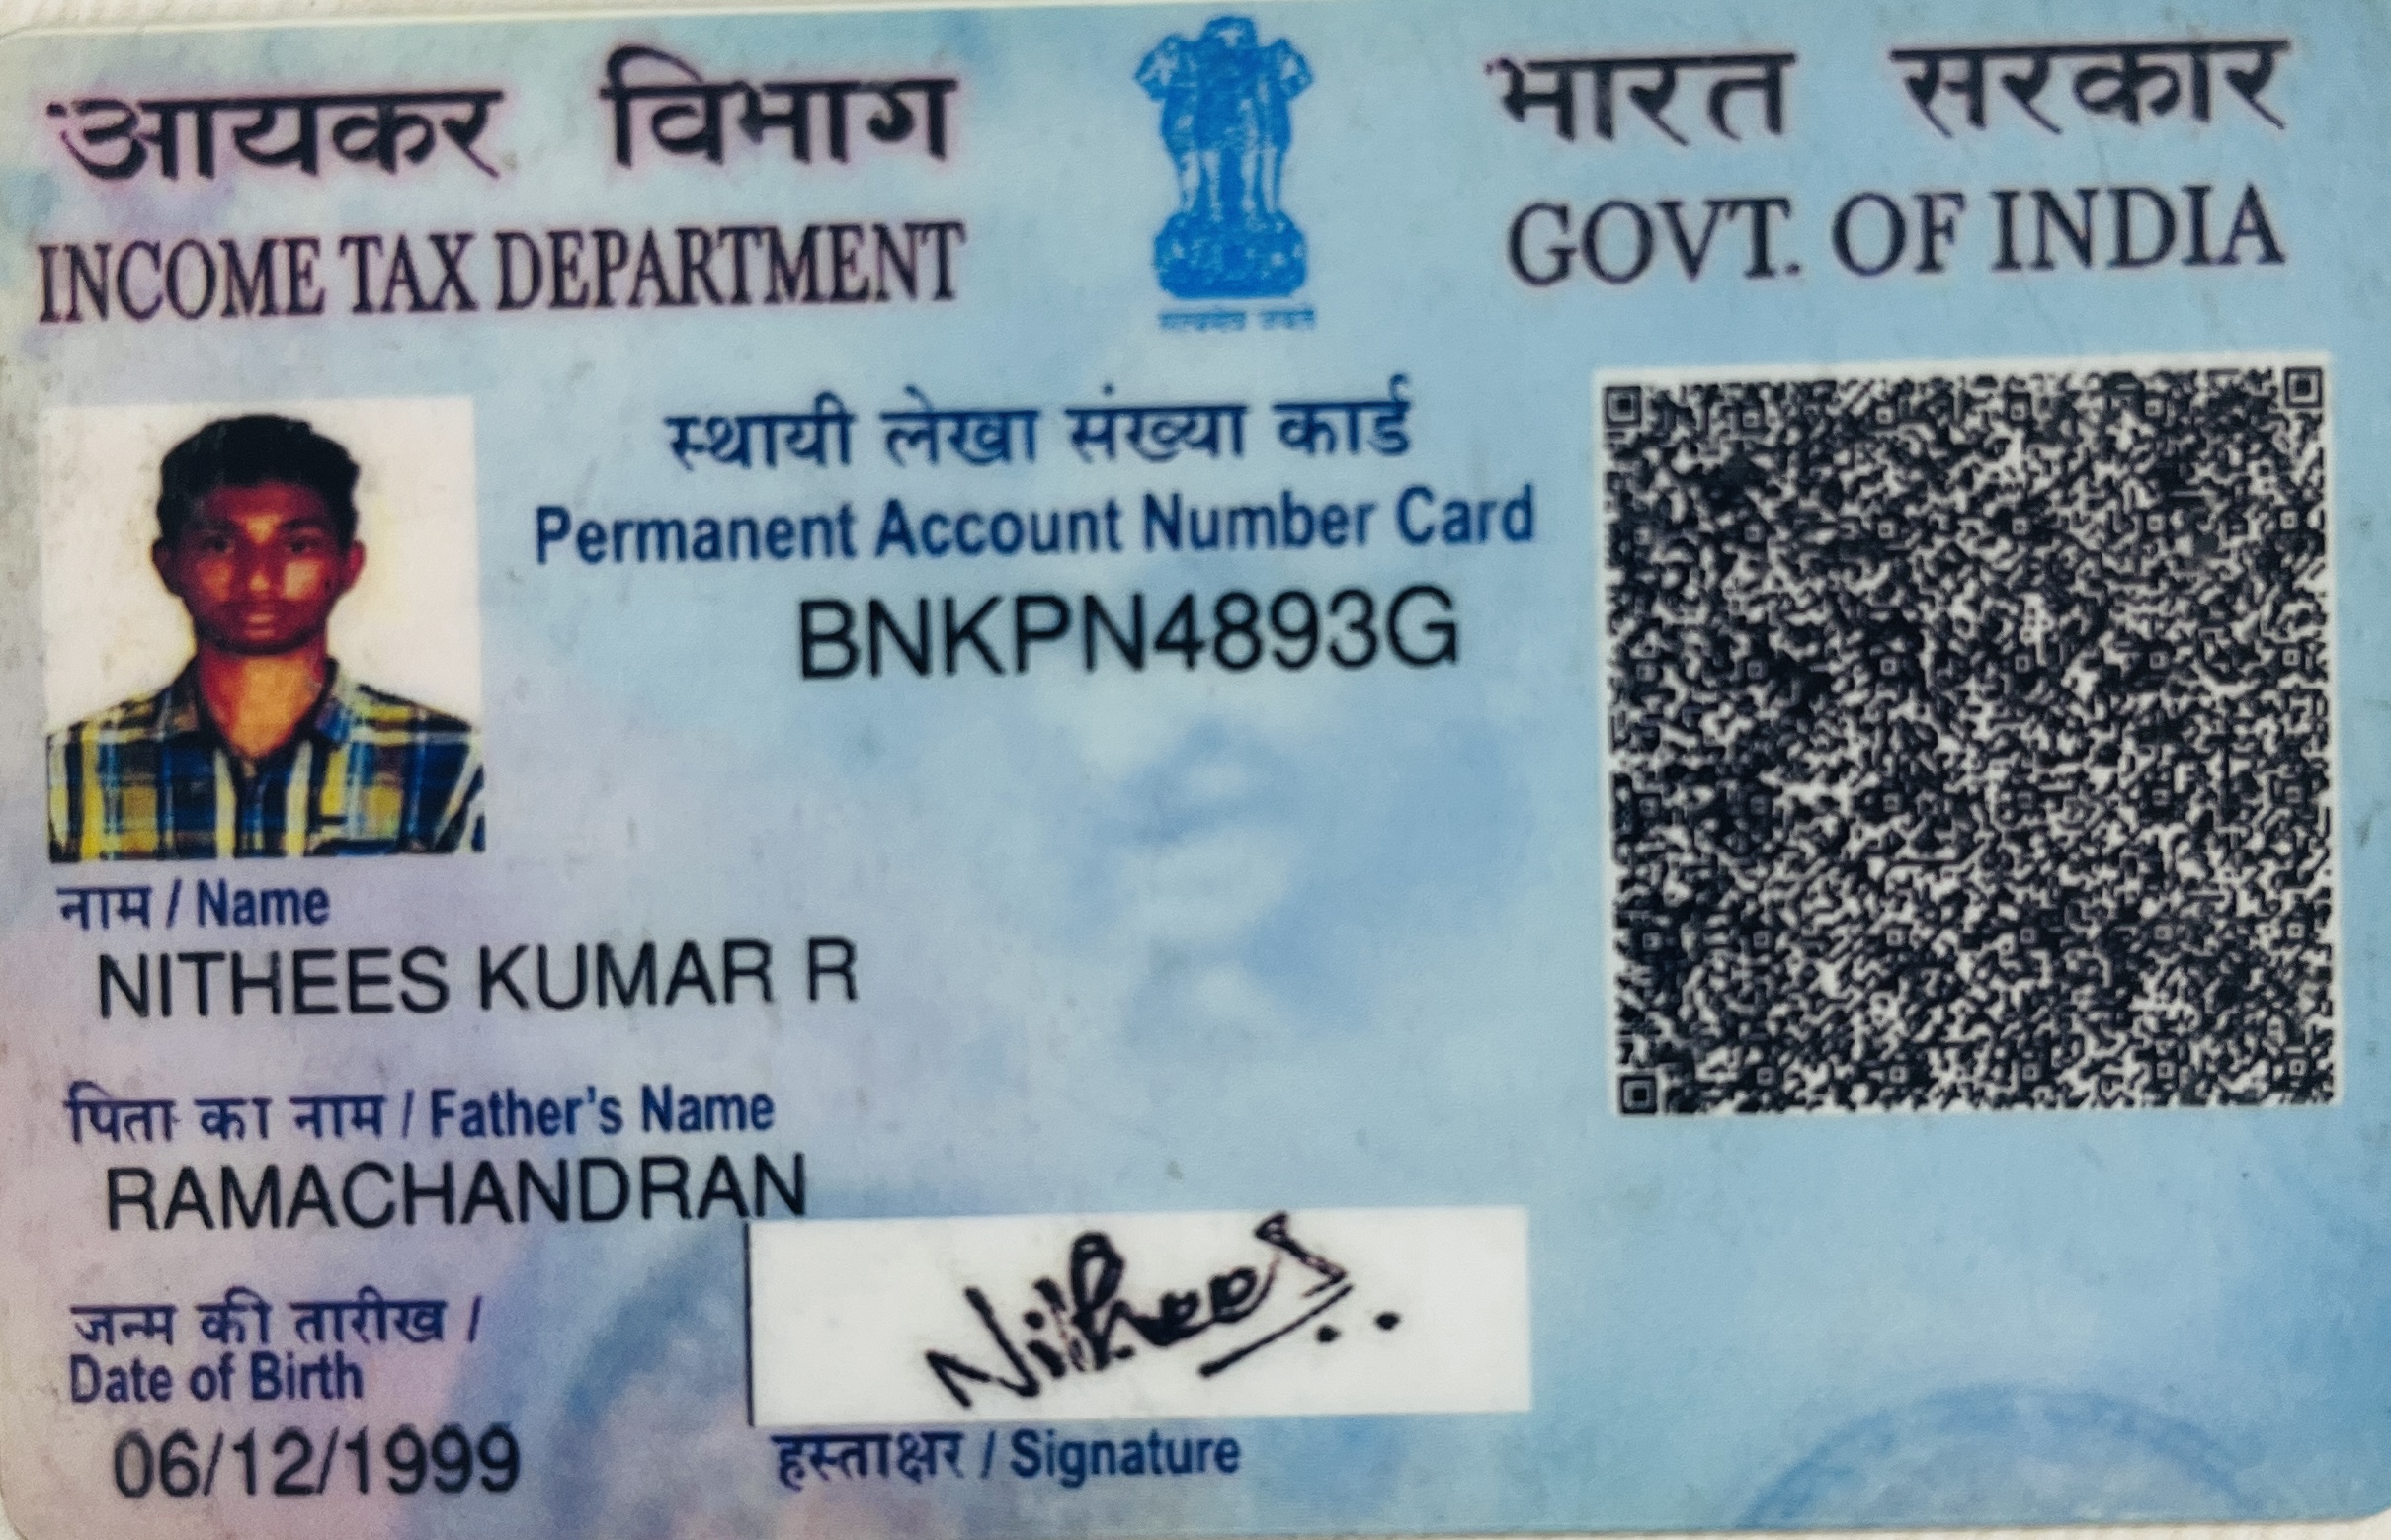 आयकर विभाग
INCOME TAX DEPARTMENT
भारत सरकार
GOVT. OF INDIA
सत्यमेव जयते
स्थायी लेखा संख्या कार्ड
Permanent Account Number Card
BNKPN4893G
नाम / Name
NITHEES KUMAR R
पिता का नाम / Father's Name
RAMACHANDRAN
जन्म की तारीख /
Date of Birth
06/12/1999
Nithees
हस्ताक्षर / Signature